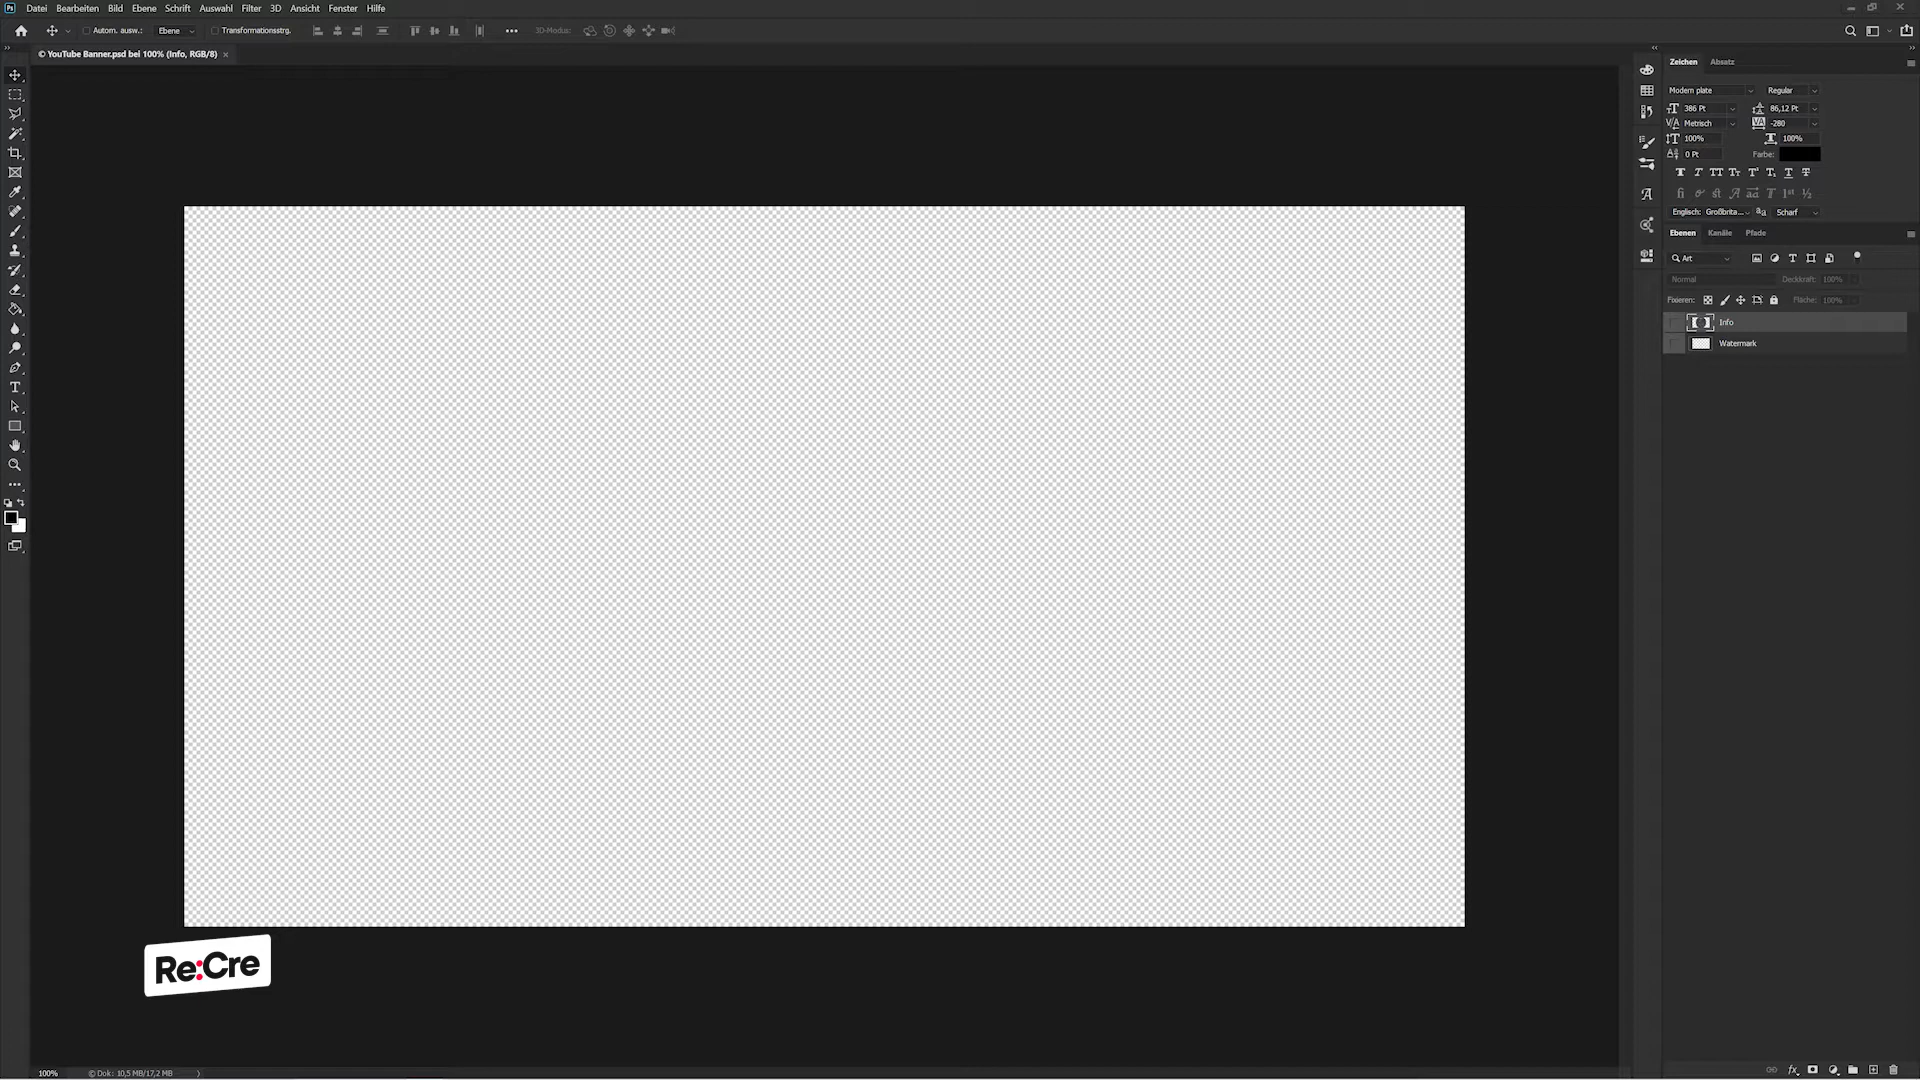 Ps Datei Bearbeiten Bild Ebene Schrift Auswahl Filter 3D Ansicht Fenster Hilfe
Autom. ausw.: Ebene Transformationsstrg. 3D-Modus:
© YouTube Banner.psd bei 100% (Info, RGB/8) ×
Zeichen Absatz
Modern plate Regular
386 Pt 86,12 Pt
Metrisch -280
100% 100%
0 Pt Farbe:
Englisch: Großbrita... Scharf
Ebenen Kanäle Pfade
Art
Normal Deckkraft: 100%
Fixieren: Fläche: 100%
Info
Watermark
Re:Cre
100% © Dok: 10,5 MB/17,2 MB